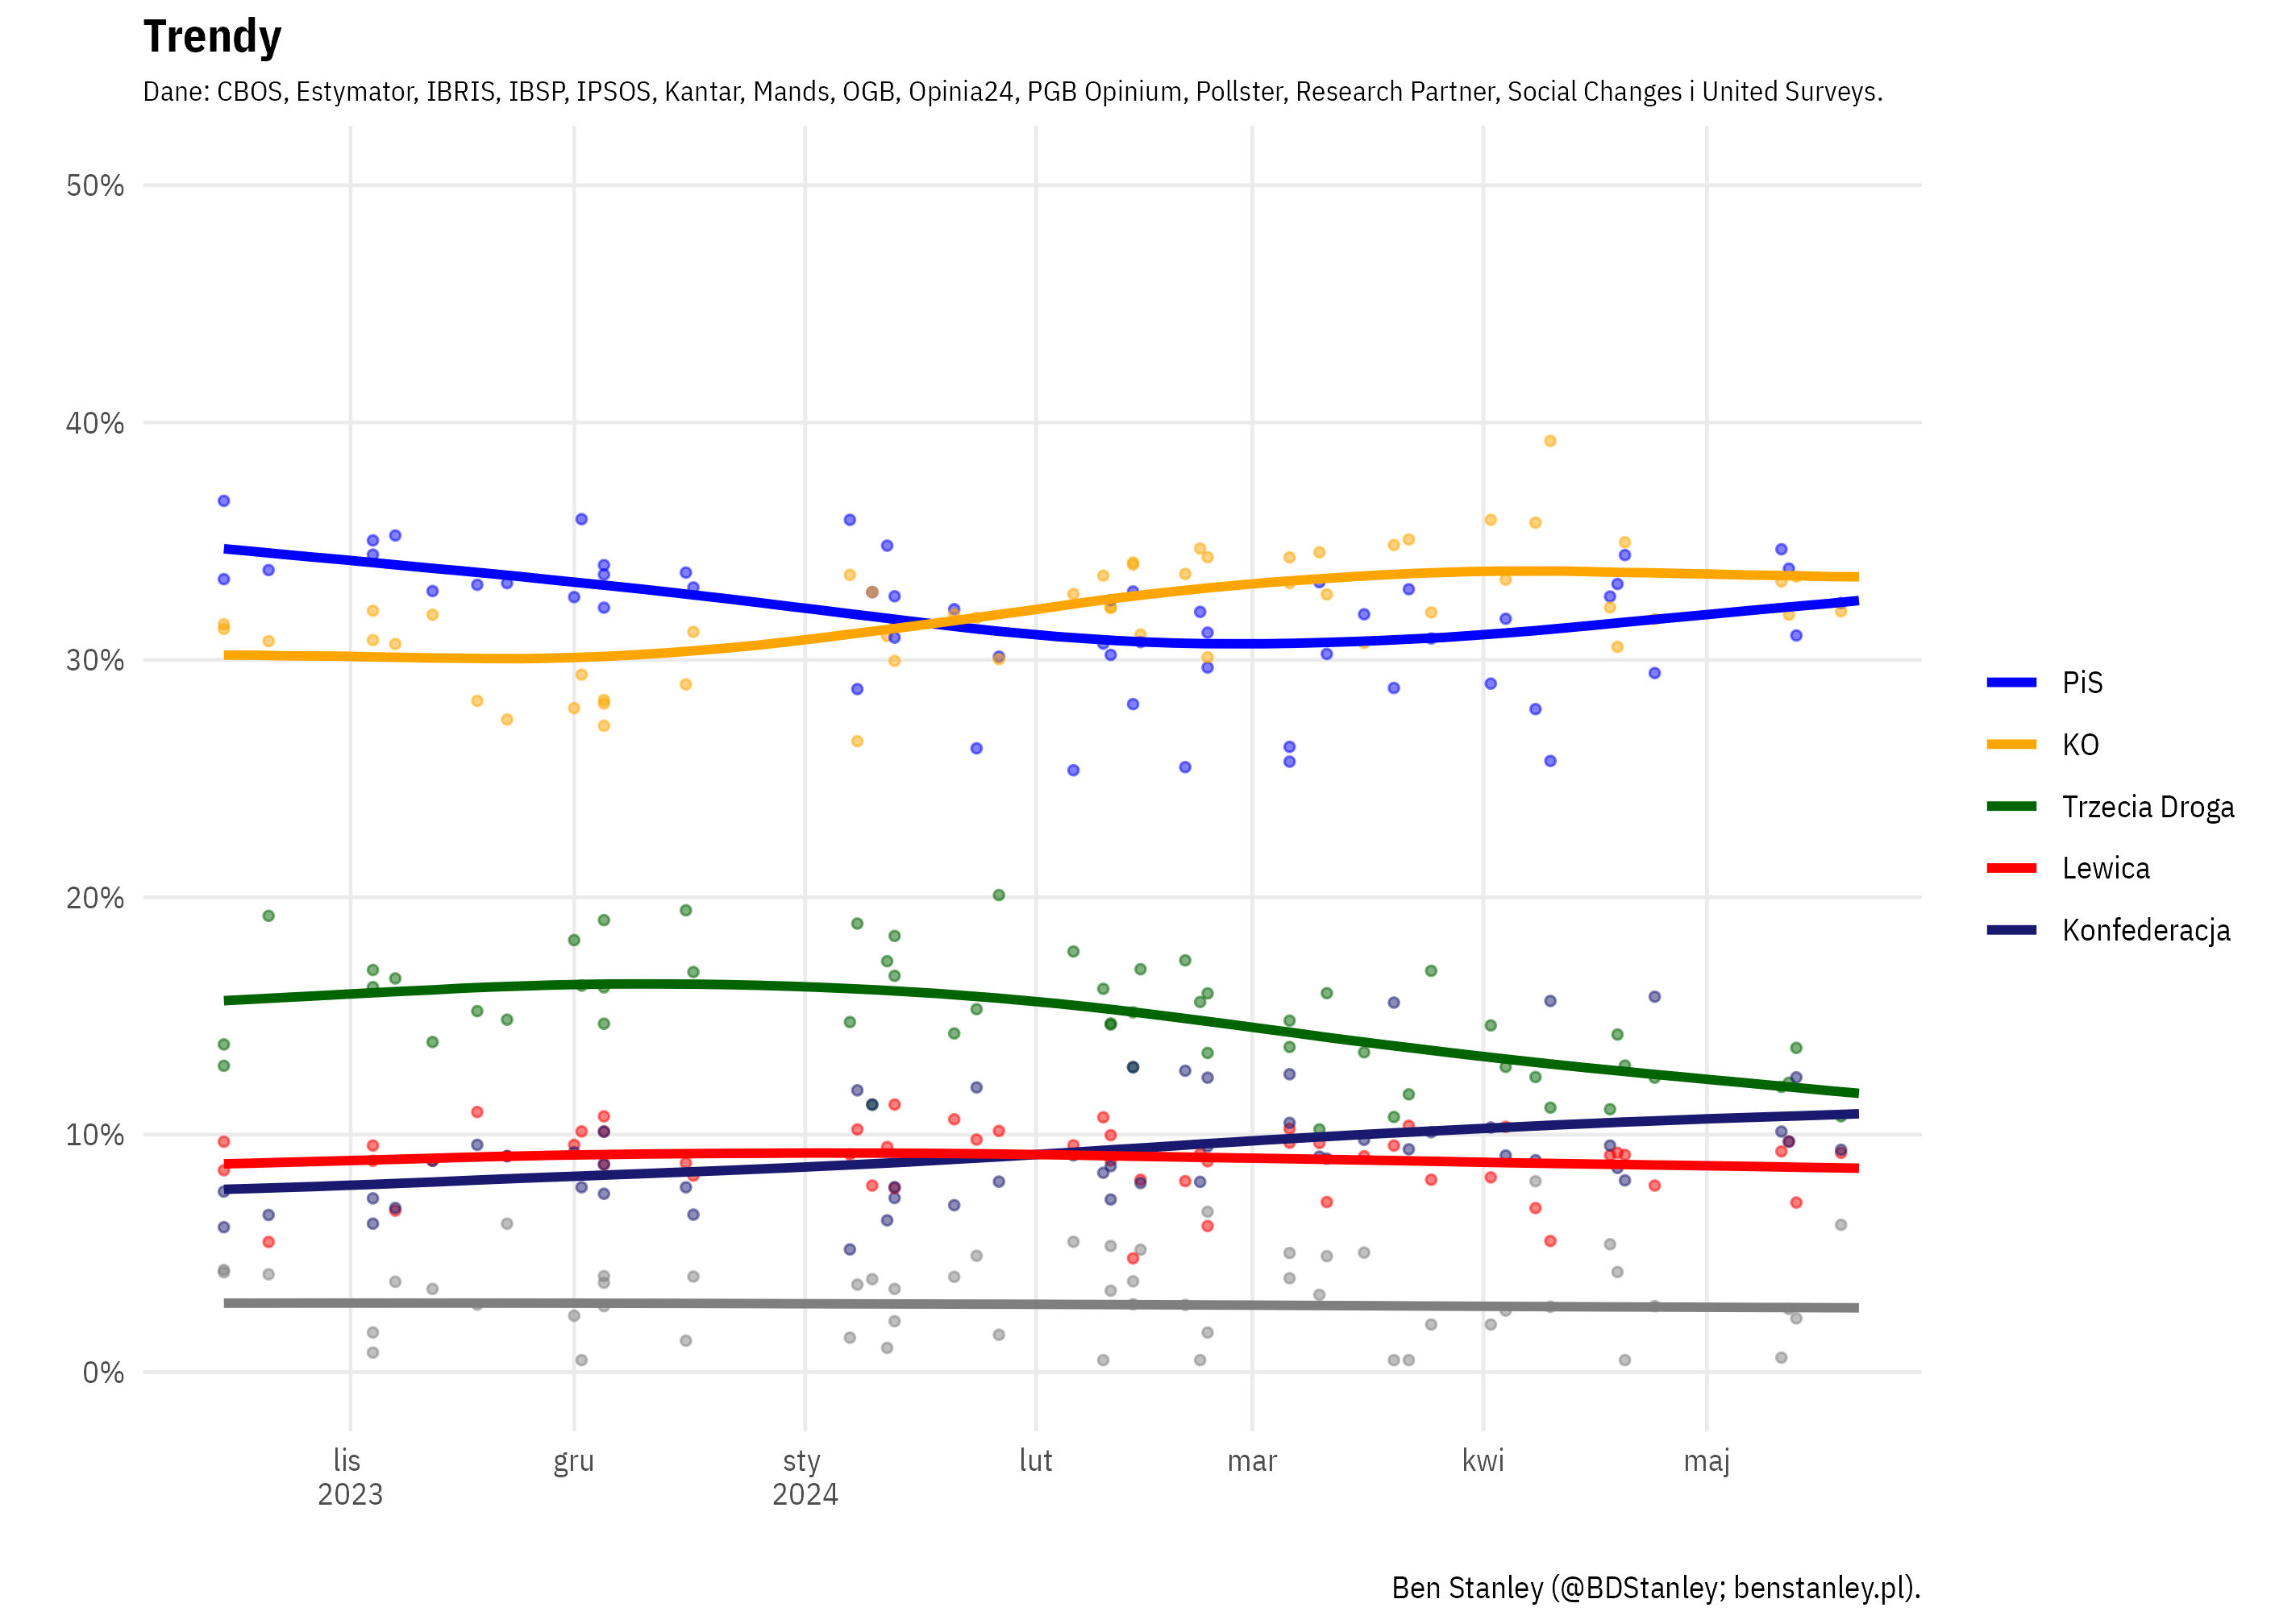 Trendy
Dane: CBOS, Estymator, IBRIS, IBSP, IPSOS, Kantar, Mands, OGB, Opinia24, PGB Opinium, Pollster, Research Partner, Social Changes i United Surveys.
50%
40%
30%
20%
10%
0%
lis
2023
gru
sty
2024
lut
mar
kwi
maj
PiS
KO
Trzecia Droga
Lewica
Konfederacja
Ben Stanley (@BDStanley; benstanley.pl).